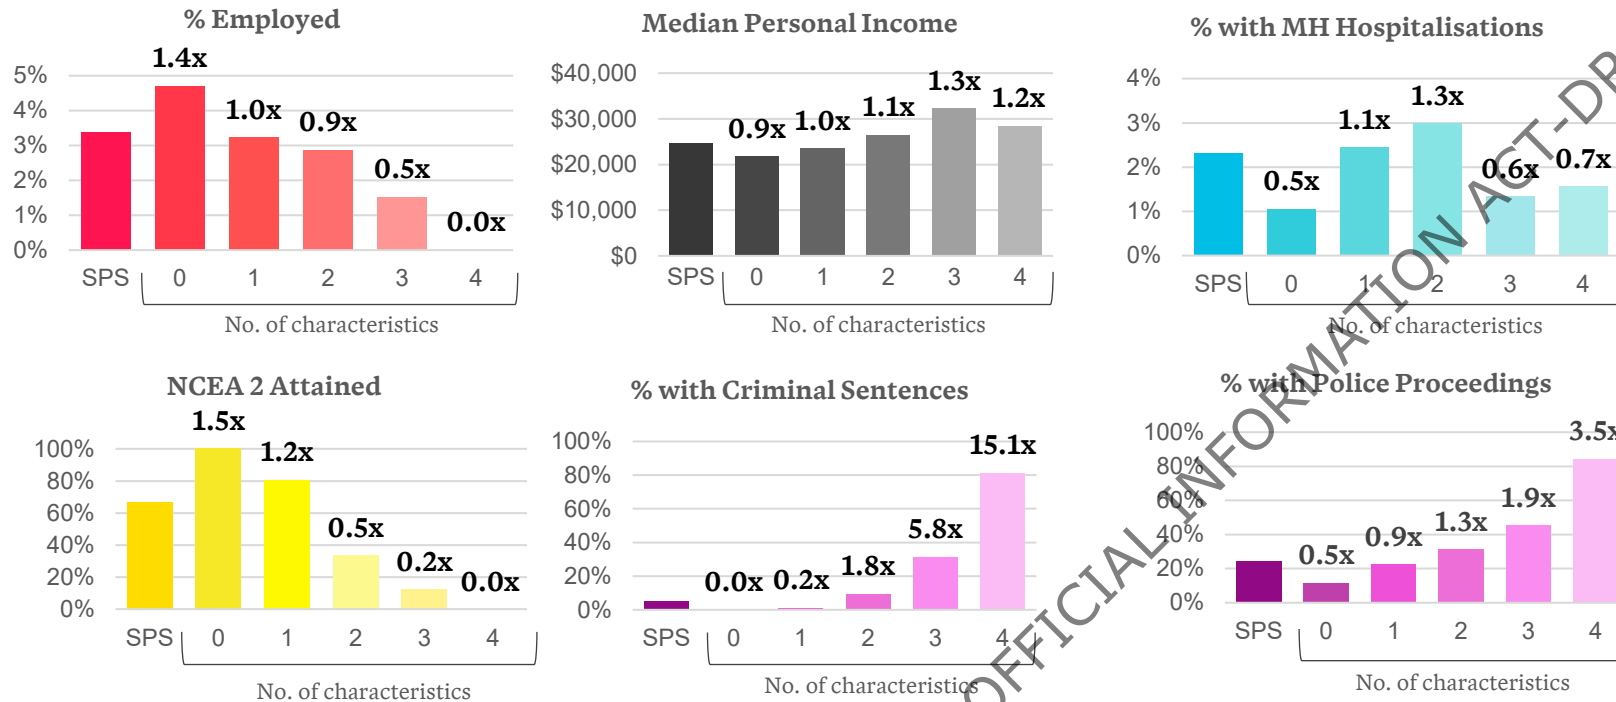 % Employed
1.4x
1.0x
0.9x
0.5x
0.0x
5%
4%
3%
2%
1%
0%
SPS 0 1 2 3 4
No. of characteristics
Median Personal Income
0.9x 1.0x 1.1x 1.3x 1.2x
$40,000
$30,000
$20,000
$10,000
$0
SPS 0 1 2 3 4
No. of characteristics
% with MH Hospitalisations
0.5x 1.1x 1.3x 0.6x 0.7x
4%
3%
2%
1%
0%
SPS 0 1 2 3 4
No. of characteristics
NCEA 2 Attained
1.5x
1.2x
0.5x
0.2x
0.0x
100%
80%
60%
40%
20%
0%
SPS 0 1 2 3 4
No. of characteristics
% with Criminal Sentences
0.0x 0.2x 1.8x 5.8x 15.1x
100%
80%
60%
40%
20%
0%
SPS 0 1 2 3 4
No. of characteristics
% with Police Proceedings
0.5x 0.9x 1.3x 1.9x 3.5x
100%
80%
60%
40%
20%
0%
SPS 0 1 2 3 4
No. of characteristics
OFFICIAL INFORMATION ACT-